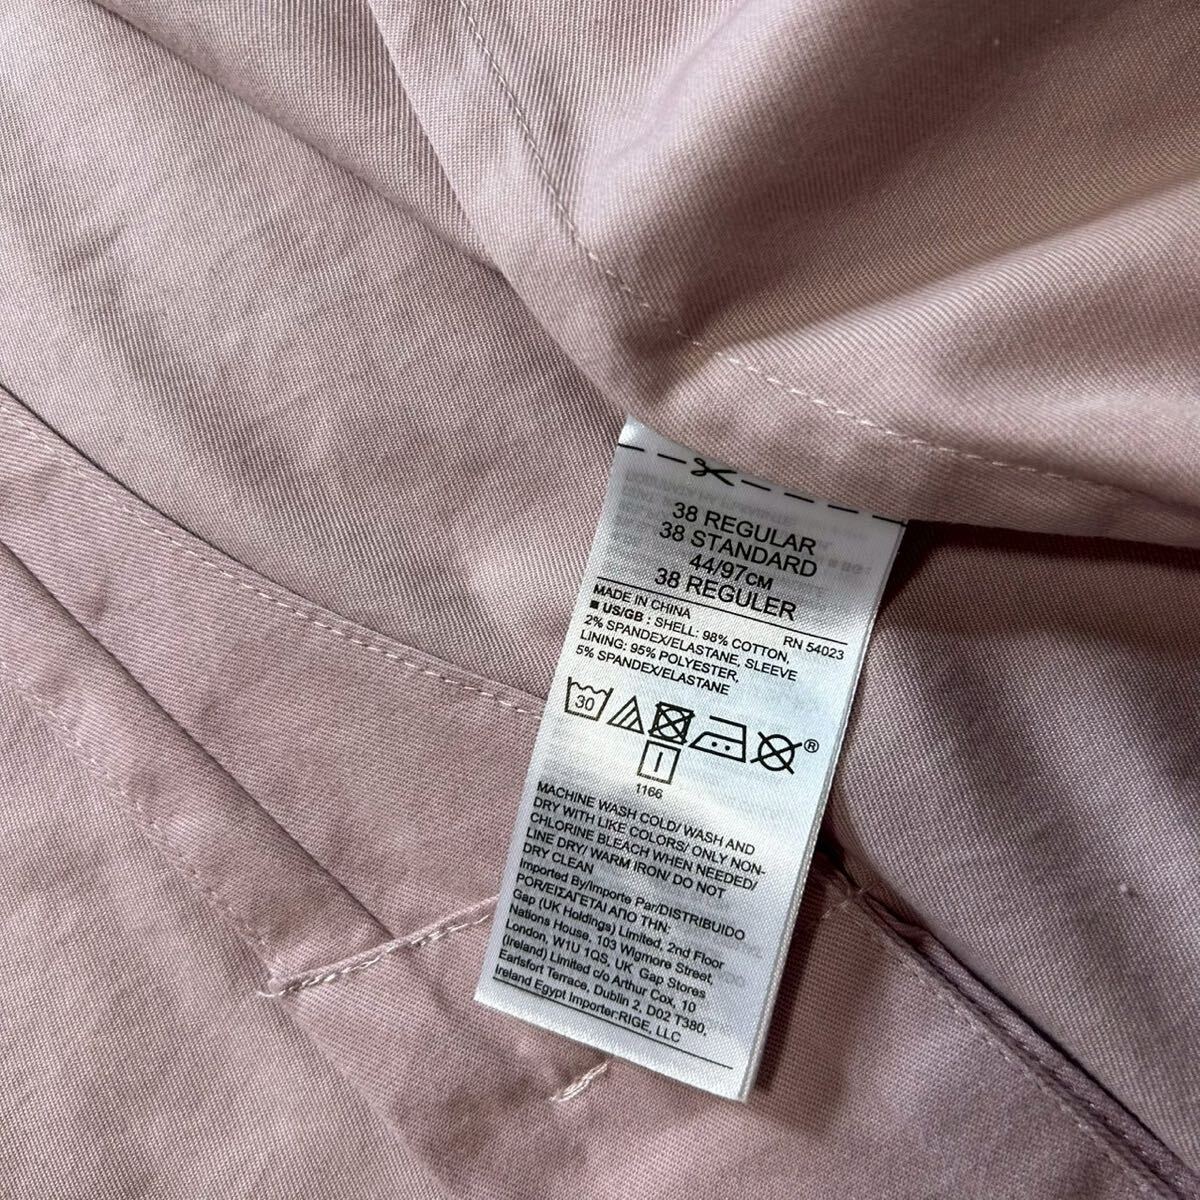 38 REGULAR
38 STANDARD
44/97CM
38 REGULER
MADE IN CHINA
RN 54023
■ US/GB : SHELL: 98% COTTON,
2% SPANDEX/ELASTANE, SLEEVE
LINING: 95% POLYESTER,
5% SPANDEX/ELASTANE
30
®
1166
MACHINE WASH COLD/ WASH AND
DRY WITH LIKE COLORS/ ONLY NON-
CHLORINE BLEACH WHEN NEEDED/
LINE DRY/ WARM IRON/ DO NOT
DRY CLEAN
Imported By/Importe Par/DISTRIBUIDO
POR/ΕΙΣΑΓΕΤΑΙ ΑΠΟ ΤΗΝ:
Gap (UK Holdings) Limited, 2nd Floor
Nations House, 103 Wigmore Street,
London, W1U 1QS, UK, Gap Stores
(Ireland) Limited c/o Arthur Cox, 10
Earlsfort Terrace, Dublin 2, D02 T380,
Ireland Egypt Importer:RIGE, LLC